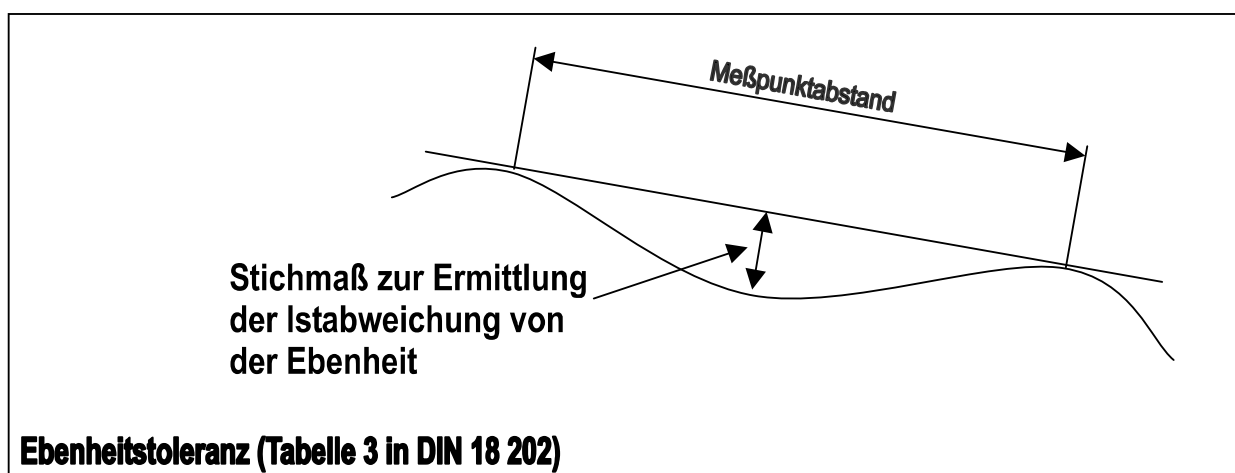 Meßpunktabstand
Stichmaß zur Ermittlung
der Istabweichung von
der Ebenheit
Ebenheitstoleranz (Tabelle 3 in DIN 18 202)